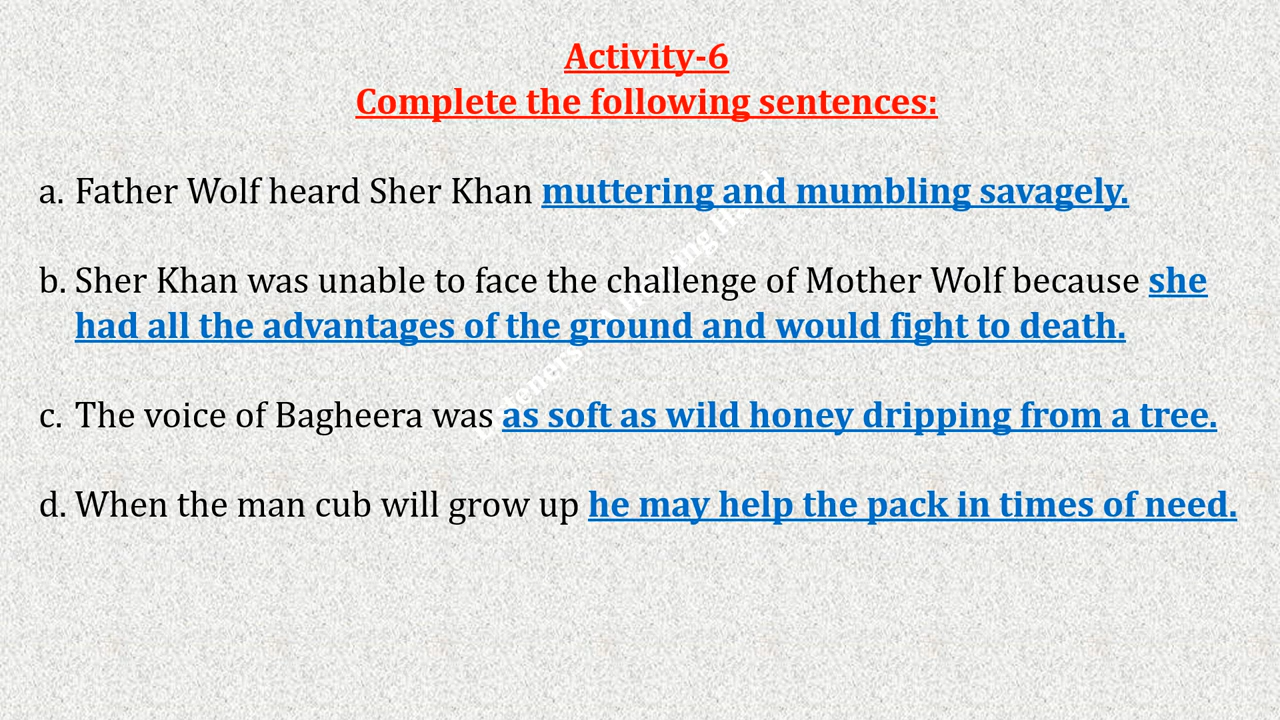 Activity-6
Complete the following sentences:
a. Father Wolf heard Sher Khan muttering and mumbling savagely.
b. Sher Khan was unable to face the challenge of Mother Wolf because she
had all the advantages of the ground and would fight to death.
c. The voice of Bagheera was as soft as wild honey dripping from a tree.
d. When the man cub will grow up he may help the pack in times of need.